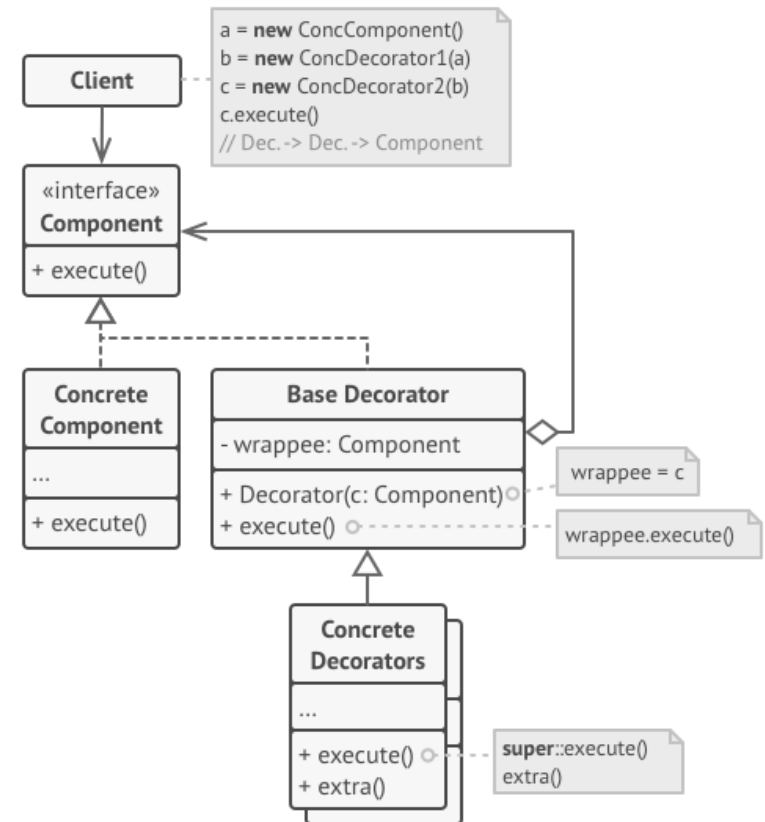 Client
a = new ConcComponent()
b = new ConcDecorator1(a)
c = new ConcDecorator2(b)
c.execute()
// Dec. -> Dec. -> Component
«interface»
Component
+ execute()
Concrete
Component
...
+ execute()
Base Decorator
- wrappee: Component
+ Decorator(c: Component)
+ execute()
wrappee = c
wrappee.execute()
Concrete
Decorators
...
+ execute()
+ extra()
super::execute()
extra()